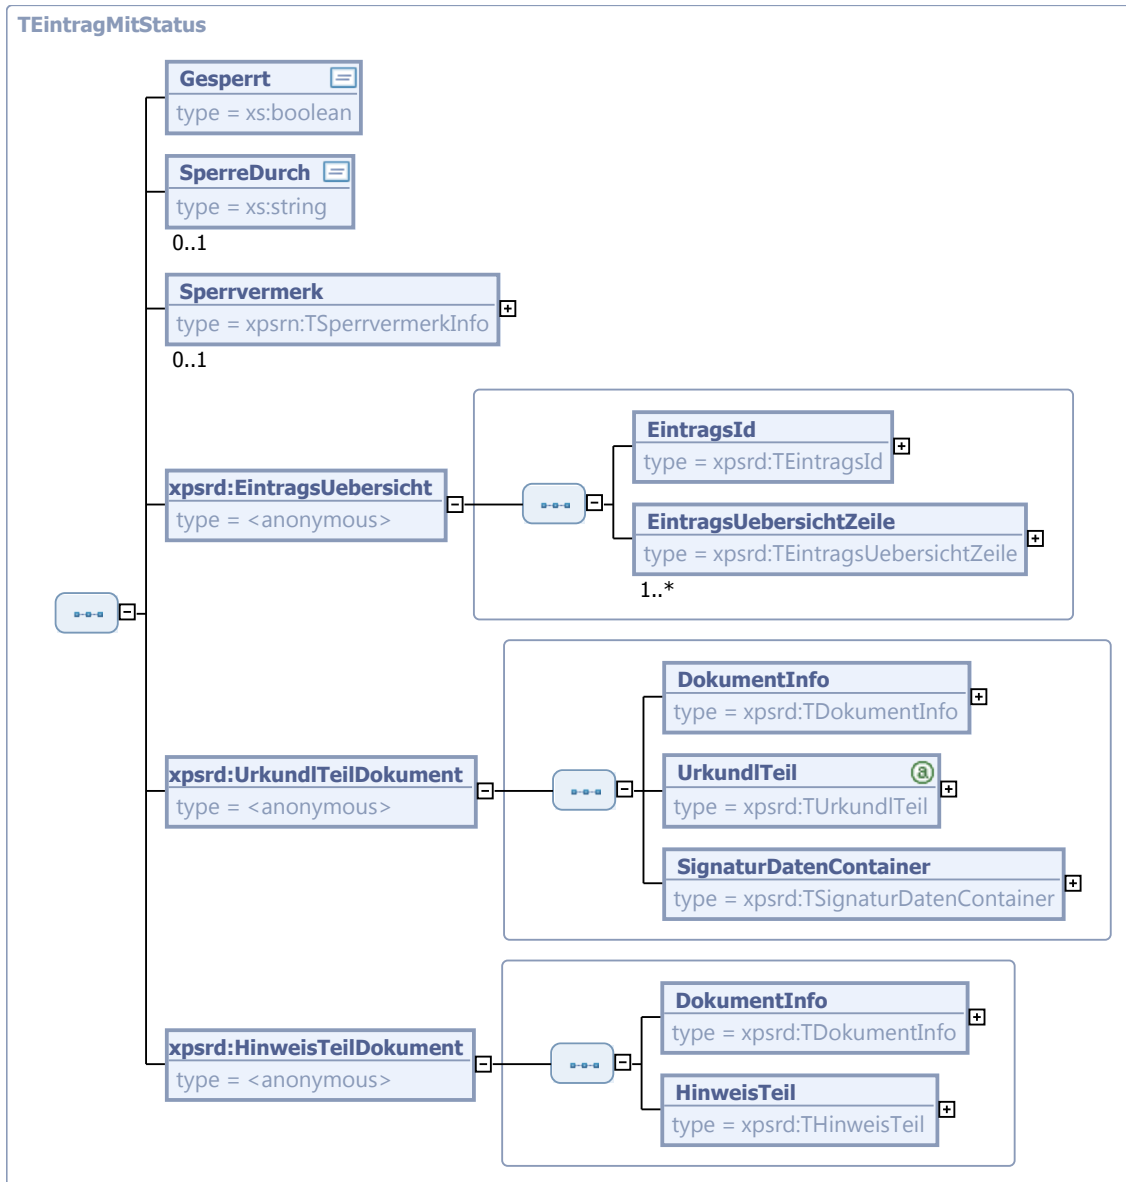 TEintragMitStatus
Gesperrt
type = xs:boolean
SperreDurch
type = xs:string
0..1
Sperrvermerk
type = xpsrn:TSperrvermerkInfo
0..1
xpsrd:EintragsUebersicht
type = <anonymous>
EintragsId
type = xpsrd:TEintragsId
EintragsUebersichtZeile
type = xpsrd:TEintragsUebersichtZeile
1..*
xpsrd:UrkundlTeilDokument
type = <anonymous>
DokumentInfo
type = xpsrd:TDokumentInfo
UrkundlTeil
a
type = xpsrd:TUrkundlTeil
SignaturDatenContainer
type = xpsrd:TSignaturDatenContainer
xpsrd:HinweisTeilDokument
type = <anonymous>
DokumentInfo
type = xpsrd:TDokumentInfo
HinweisTeil
type = xpsrd:THinweisTeil